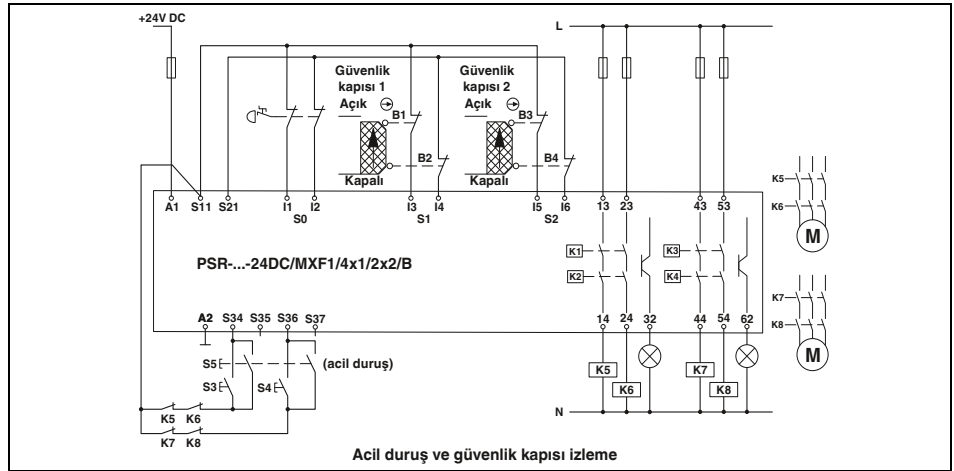 +24V DC
L
Güvenlik
kapısı 1
Açık
Güvenlik
kapısı 2
Açık
B1
B3
B2
B4
Kapalı
Kapalı
A1 S11 S21 I1 I2 I3 I4 I5 I6 13 23 43 53
S0 S1 S2
K5
K6
M
K1
K2
K3
K4
PSR-...-24DC/MXF1/4x1/2x2/B
K7
K8
M
A2 S34 S35 S36 S37 14 24 32 44 54 62
S5
(acil duruş)
S3
S4
K5
K6
K7
K8
K5 K6
K7 K8
N
Acil duruş ve güvenlik kapısı izleme